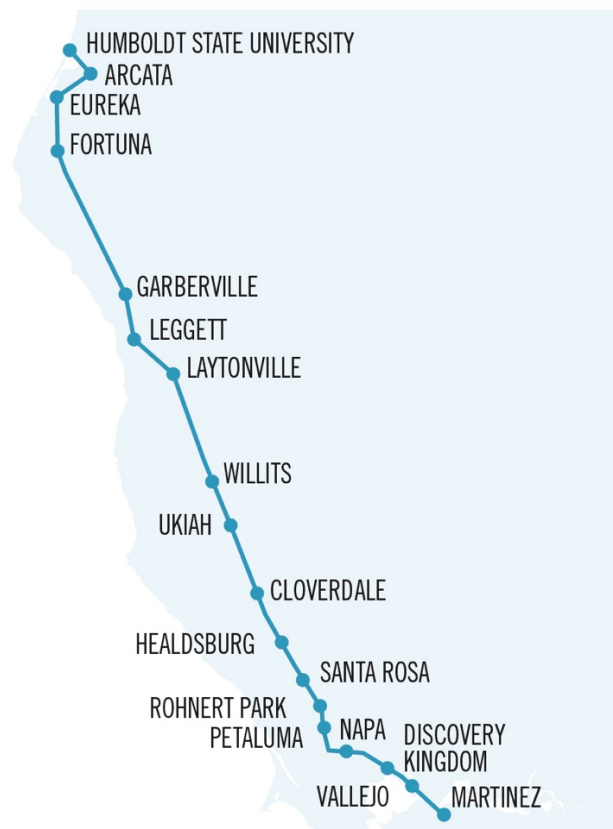 HUMBOLDT STATE UNIVERSITY
ARCATA
EUREKA
FORTUNA
GARBERVILLE
LEGGETT
LAYTONVILLE
WILLITS
UKIAH
CLOVERDALE
HEALDSBURG
SANTA ROSA
ROHNERT PARK
PETALUMA
NAPA
DISCOVERY
KINGDOM
VALLEJO
MARTINEZ